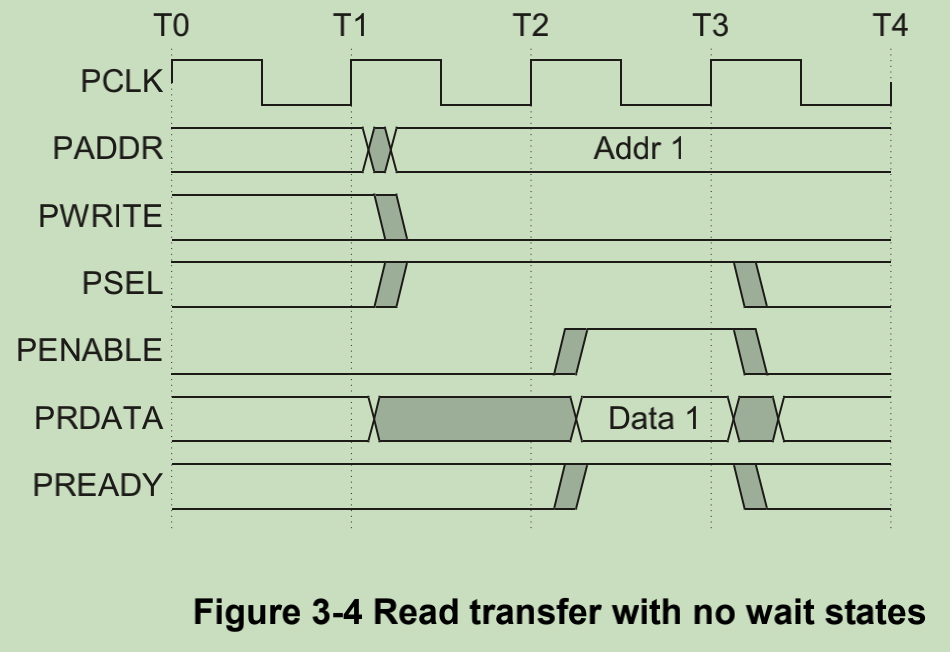 T0 T1 T2 T3 T4
PCLK
PADDR Addr 1
PWRITE
PSEL
PENABLE
PRDATA Data 1
PREADY
Figure 3-4 Read transfer with no wait states